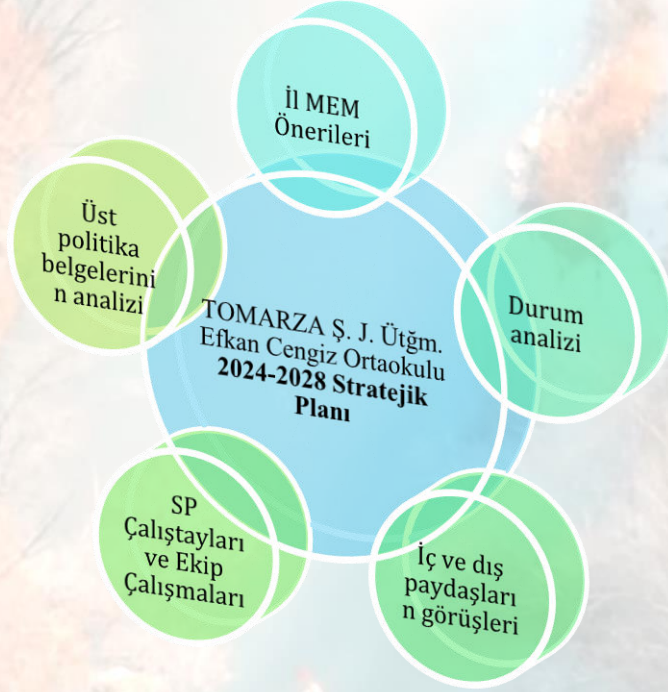 İl MEM
Önerileri
Durum
analizi
İç ve dış
paydaşları
n görüşleri
SP
Çalıştayları
ve Ekip
Çalışmaları
Üst
politika
belgelerini
n analizi
TOMARZA Ş. J. Ütğm.
Efkan Cengiz Ortaokulu
2024-2028 Stratejik
Planı